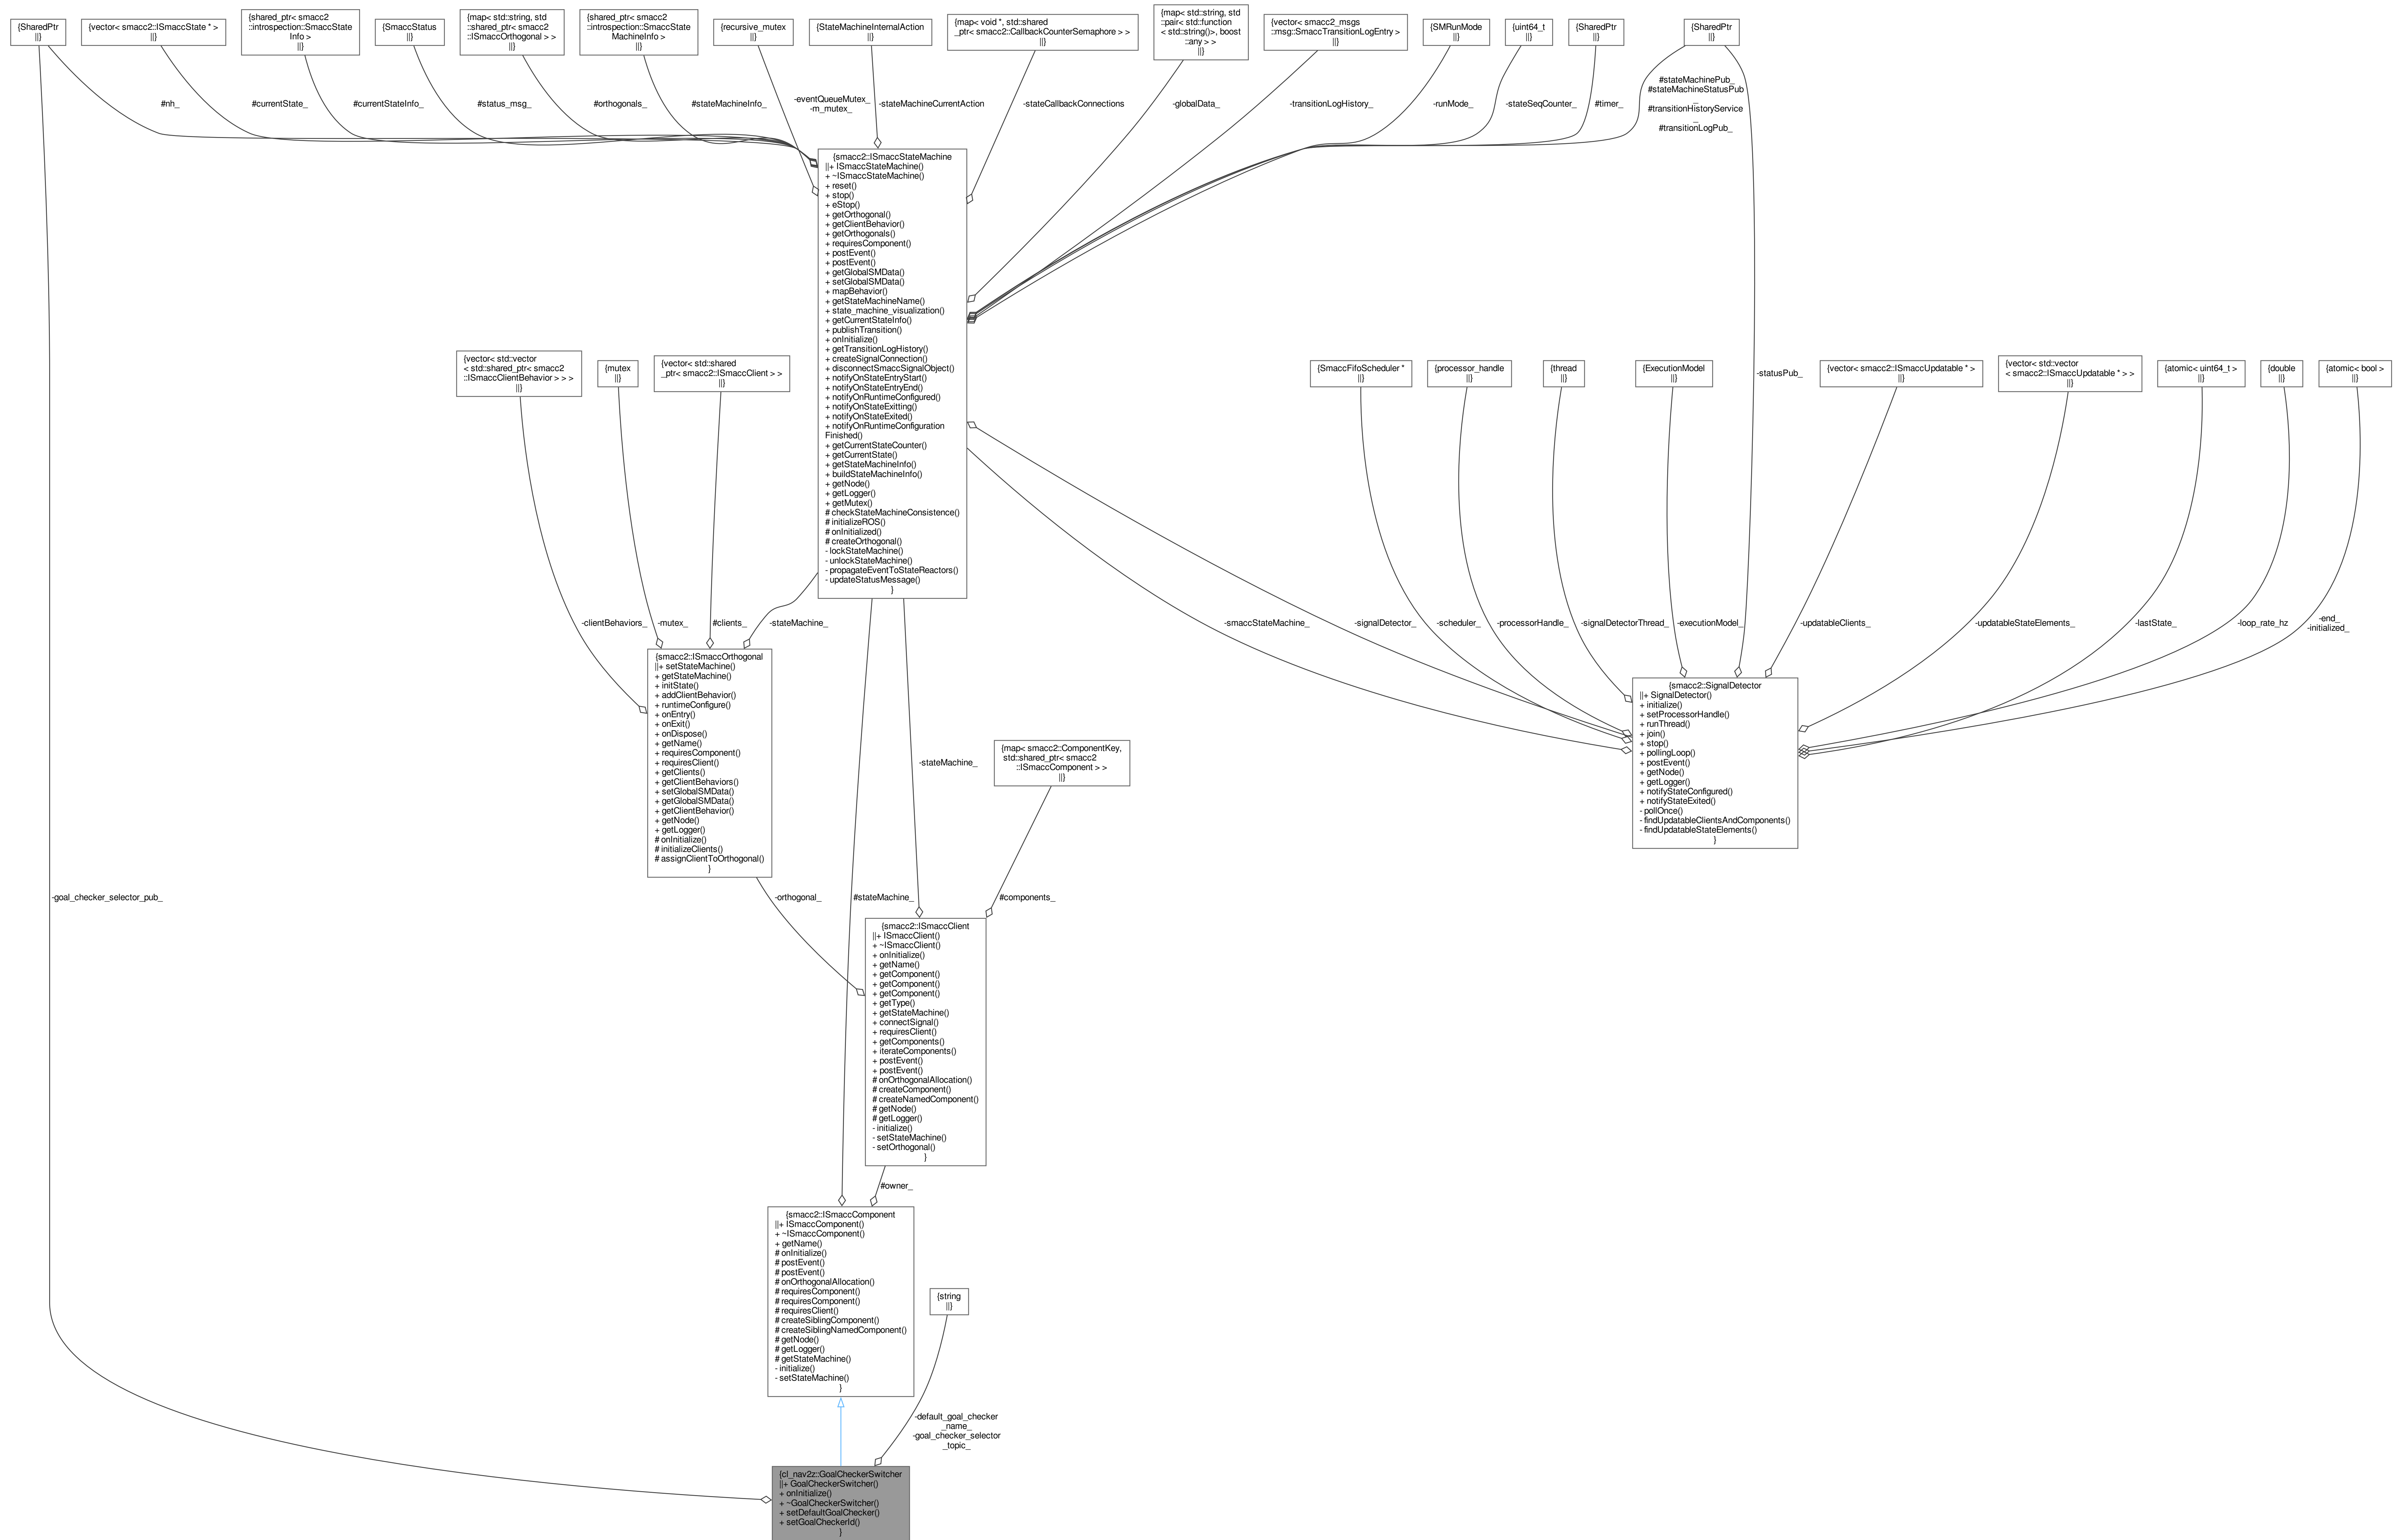 {SharedPtr
||}
{vector< smacc2::ISmaccState * >
||}
{shared_ptr< smacc2
::introspection::SmaccState
Info >
||}
{SmaccStatus
||}
{map< std::string, std
::shared_ptr< smacc2
::ISmaccOrthogonal > >
||}
{shared_ptr< smacc2
::introspection::SmaccState
MachineInfo >
||}
{recursive_mutex
||}
{StateMachineInternalAction
||}
{map< void *, std::shared
_ptr< smacc2::CallbackCounterSemaphore > >
||}
{map< std::string, std
::pair< std::function
< std::string()>, boost
::any > >
||}
{vector< smacc2_msgs
::msg::SmaccTransitionLogEntry >
||}
{SMRunMode
||}
{uint64_t
||}
{SharedPtr
||}
{SharedPtr
||}
#nh_
#currentState_
#currentStateInfo_
#status_msg_
#orthogonals_
#stateMachineInfo_
-eventQueueMutex_
-m_mutex_
-stateMachineCurrentAction
-stateCallbackConnections
-globalData_
-transitionLogHistory_
-runMode_
-stateSeqCounter_
#timer_
#stateMachinePub_
#stateMachineStatusPub
_
#transitionHistoryService
_
#transitionLogPub_
{smacc2::ISmaccStateMachine
||+ ISmaccStateMachine()
+ ~ISmaccStateMachine()
+ reset()
+ stop()
+ eStop()
+ getOrthogonal()
+ getClientBehavior()
+ getOrthogonals()
+ requiresComponent()
+ postEvent()
+ postEvent()
+ getGlobalSMData()
+ setGlobalSMData()
+ mapBehavior()
+ getStateMachineName()
+ state_machine_visualization()
+ getCurrentStateInfo()
+ publishTransition()
+ onInitialize()
+ getTransitionLogHistory()
+ createSignalConnection()
+ disconnectSmaccSignalObject()
+ notifyOnStateEntryStart()
+ notifyOnStateEntryEnd()
+ notifyOnRuntimeConfigured()
+ notifyOnStateExitting()
+ notifyOnStateExited()
+ notifyOnRuntimeConfiguration
Finished()
+ getCurrentStateCounter()
+ getCurrentState()
+ getStateMachineInfo()
+ buildStateMachineInfo()
+ getNode()
+ getLogger()
+ getMutex()
# checkStateMachineConsistence()
# initializeROS()
# onInitialized()
# createOrthogonal()
- lockStateMachine()
- unlockStateMachine()
- propagateEventToStateReactors()
- updateStatusMessage()
}
{vector< std::vector
< std::shared_ptr< smacc2
::ISmaccClientBehavior > > >
||}
{mutex
||}
{vector< std::shared
_ptr< smacc2::ISmaccClient > >
||}
{SmaccFifoScheduler *
||}
{processor_handle
||}
{thread
||}
{ExecutionModel
||}
-statusPub_
{vector< smacc2::ISmaccUpdatable * >
||}
{vector< std::vector
< smacc2::ISmaccUpdatable * > >
||}
{atomic< uint64_t >
||}
{double
||}
{atomic< bool >
||}
-clientBehaviors_
-mutex_
#clients_
-stateMachine_
-smaccStateMachine_
-signalDetector_
-scheduler_
-processorHandle_
-signalDetectorThread_
-executionModel_
-updatableClients_
-updatableStateElements_
-lastState_
-loop_rate_hz
-end_
-initialized_
{smacc2::ISmaccOrthogonal
||+ setStateMachine()
+ getStateMachine()
+ initState()
+ addClientBehavior()
+ runtimeConfigure()
+ onEntry()
+ onExit()
+ onDispose()
+ getName()
+ requiresComponent()
+ requiresClient()
+ getClients()
+ getClientBehaviors()
+ setGlobalSMData()
+ getGlobalSMData()
+ getClientBehavior()
+ getNode()
+ getLogger()
# onInitialize()
# initializeClients()
# assignClientToOrthogonal()
}
{smacc2::SignalDetector
||+ SignalDetector()
+ initialize()
+ setProcessorHandle()
+ runThread()
+ join()
+ stop()
+ pollingLoop()
+ postEvent()
+ getNode()
+ getLogger()
+ notifyStateConfigured()
+ notifyStateExited()
- pollOnce()
- findUpdatableClientsAndComponents()
- findUpdatableStateElements()
}
-stateMachine_
{map< smacc2::ComponentKey,
std::shared_ptr< smacc2
::ISmaccComponent > >
||}
-goal_checker_selector_pub_
-orthogonal_
#stateMachine_
#components_
{smacc2::ISmaccClient
||+ ISmaccClient()
+ ~ISmaccClient()
+ onInitialize()
+ getName()
+ getComponent()
+ getComponent()
+ getComponent()
+ getType()
+ getStateMachine()
+ connectSignal()
+ requiresClient()
+ getComponents()
+ iterateComponents()
+ postEvent()
+ postEvent()
# onOrthogonalAllocation()
# createComponent()
# createNamedComponent()
# getNode()
# getLogger()
- initialize()
- setStateMachine()
- setOrthogonal()
}
#owner_
{smacc2::ISmaccComponent
||+ ISmaccComponent()
+ ~ISmaccComponent()
+ getName()
# onInitialize()
# postEvent()
# postEvent()
# onOrthogonalAllocation()
# requiresComponent()
# requiresComponent()
# requiresClient()
# createSiblingComponent()
# createSiblingNamedComponent()
# getNode()
# getLogger()
# getStateMachine()
- initialize()
- setStateMachine()
}
{string
||}
-default_goal_checker
_name_
-goal_checker_selector
_topic_
{cl_nav2z::GoalCheckerSwitcher
||+ GoalCheckerSwitcher()
+ onInitialize()
+ ~GoalCheckerSwitcher()
+ setDefaultGoalChecker()
+ setGoalCheckerId()
}